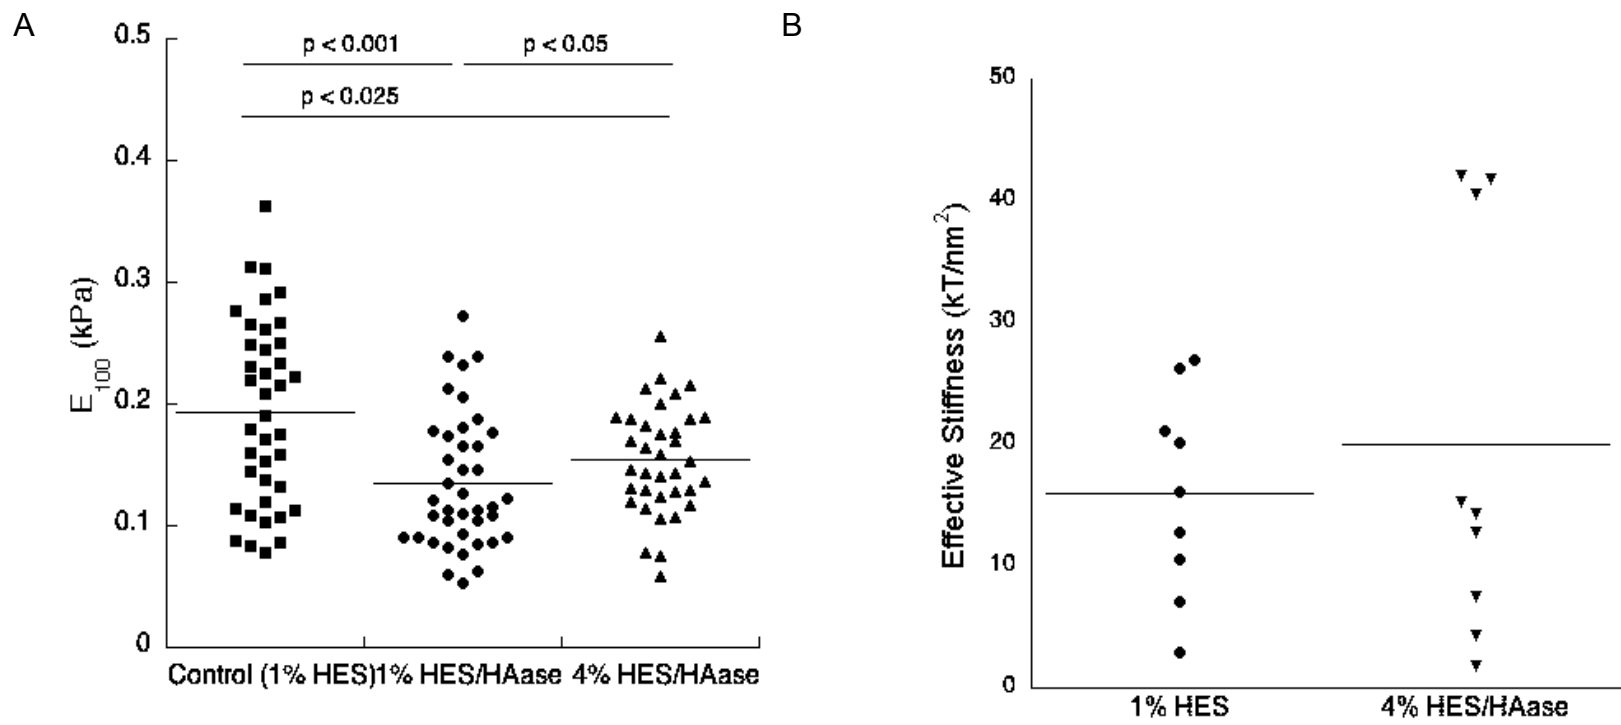 A
B
0.5
p < 0.001
p < 0.05
p < 0.025
0.4
0.3
0.2
0.1
0
E100 (kPa)
Control (1% HES)
1% HES/HAase
4% HES/HAase
50
40
30
20
10
0
Effective Stiffness (kT/nm2)
1% HES
4% HES/HAase